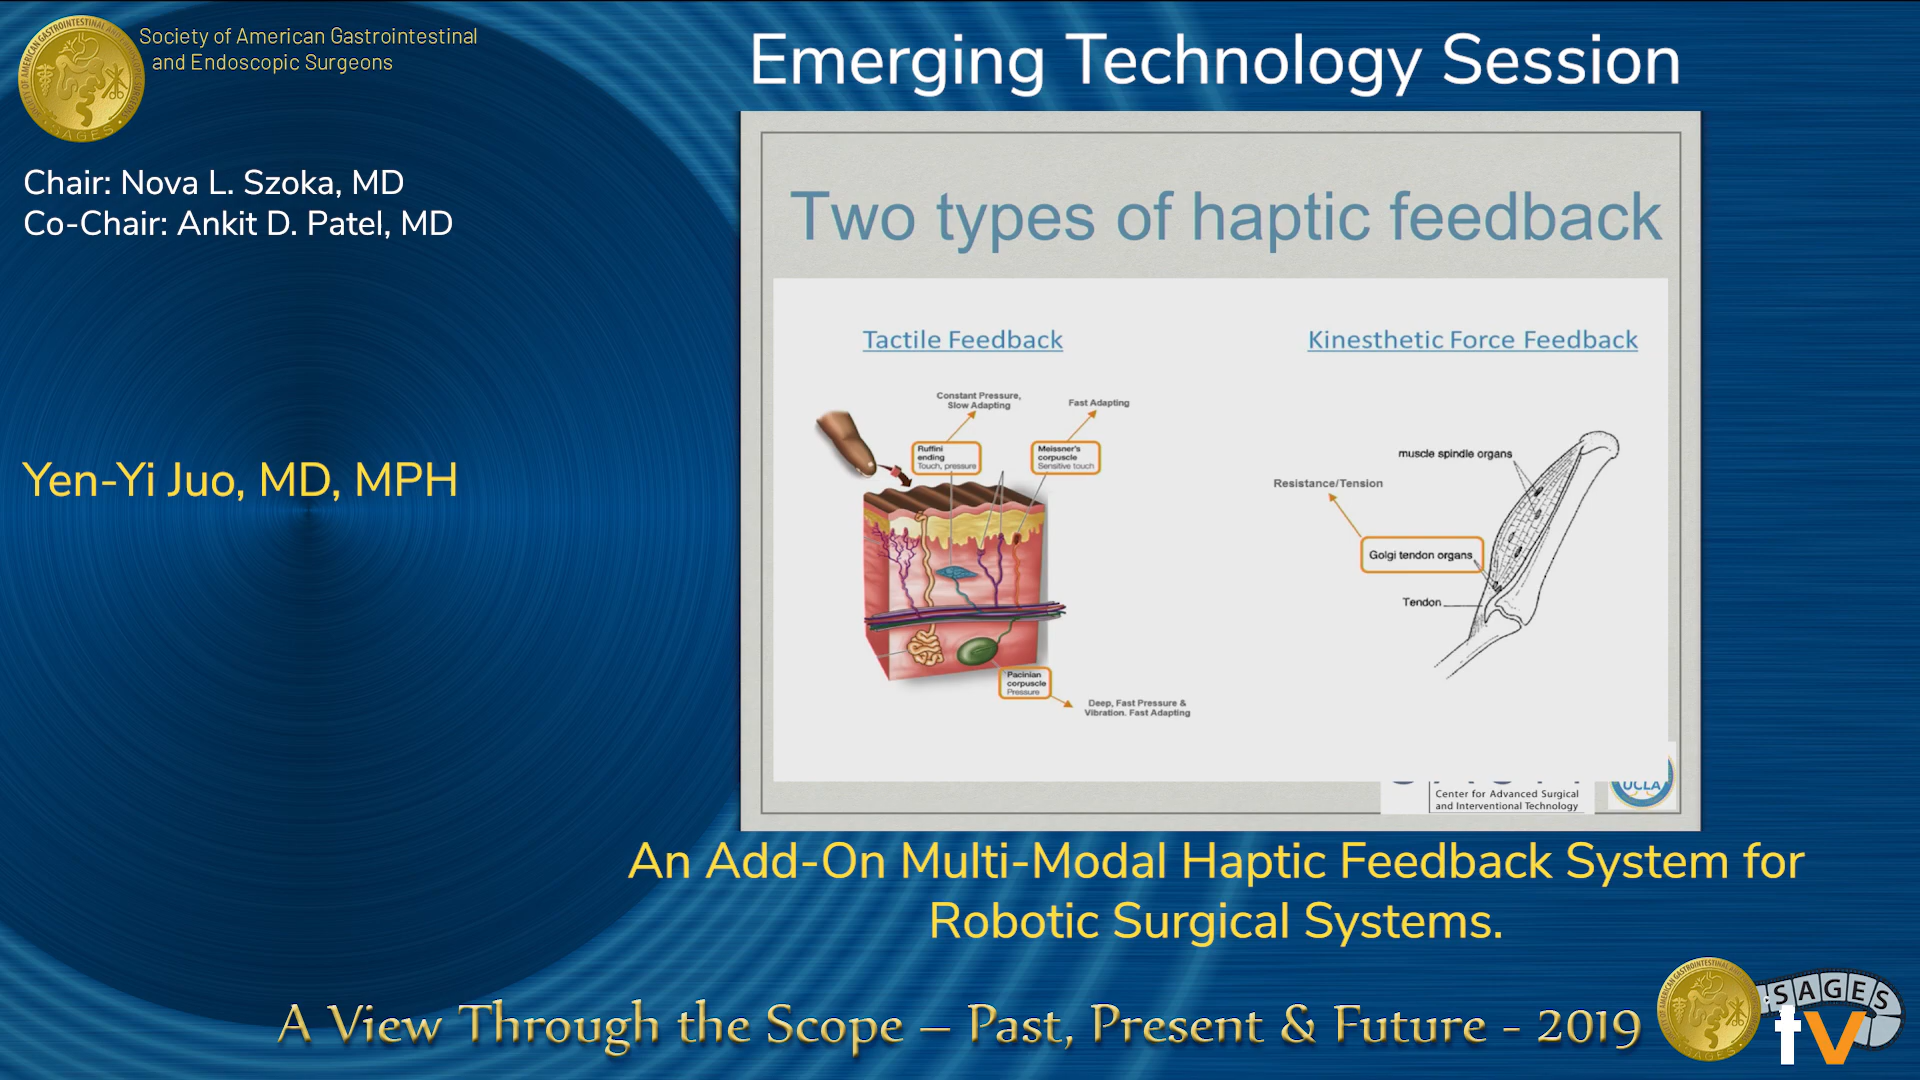 Society of American Gastrointestinal
and Endoscopic Surgeons
SAGES
Emerging Technology Session
Chair: Nova L. Szoka, MD
Co-Chair: Ankit D. Patel, MD
Yen-Yi Juo, MD, MPH
Two types of haptic feedback
Tactile Feedback
Kinesthetic Force Feedback
Constant Pressure,
Slow Adapting
Fast Adapting
Ruffini
ending
Touch, pressure
Meissner's
corpuscle
Sensitive touch
Pacinian
corpuscle
Pressure
Deep, Fast Pressure &
Vibration. Fast Adapting
muscle spindle organs
Resistance/Tension
Golgi tendon organs
Tendon
Center for Advanced Surgical
and Interventional Technology
UCLA
An Add-On Multi-Modal Haptic Feedback System for
Robotic Surgical Systems.
A View Through the Scope – Past, Present & Future - 2019
SAGES
tv